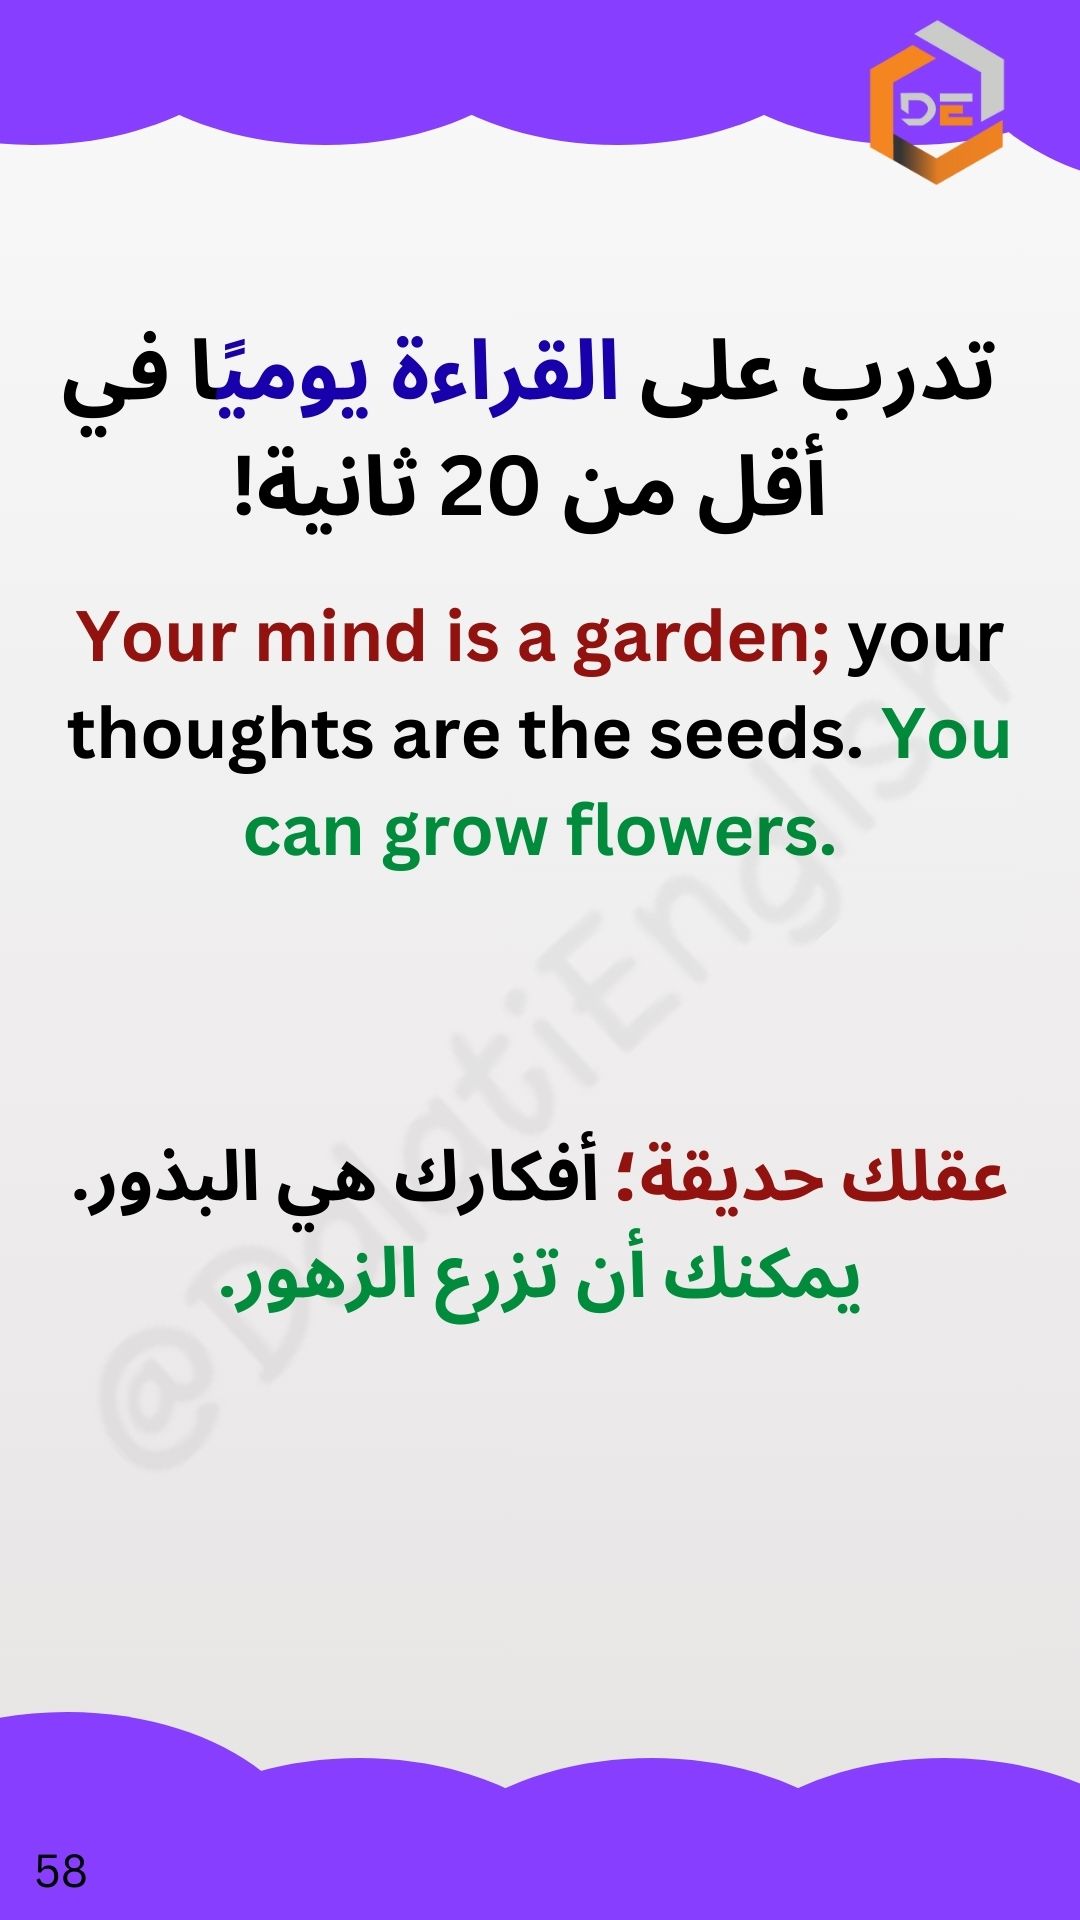 DE
تدرب على القراءة يوميًا في
أقل من 20 ثانية!
Your mind is a garden; your
thoughts are the seeds. You
can grow flowers.
@DalatiEnglish
عقلك حديقة؛ أفكارك هي البذور.
يمكنك أن تزرع الزهور.
58